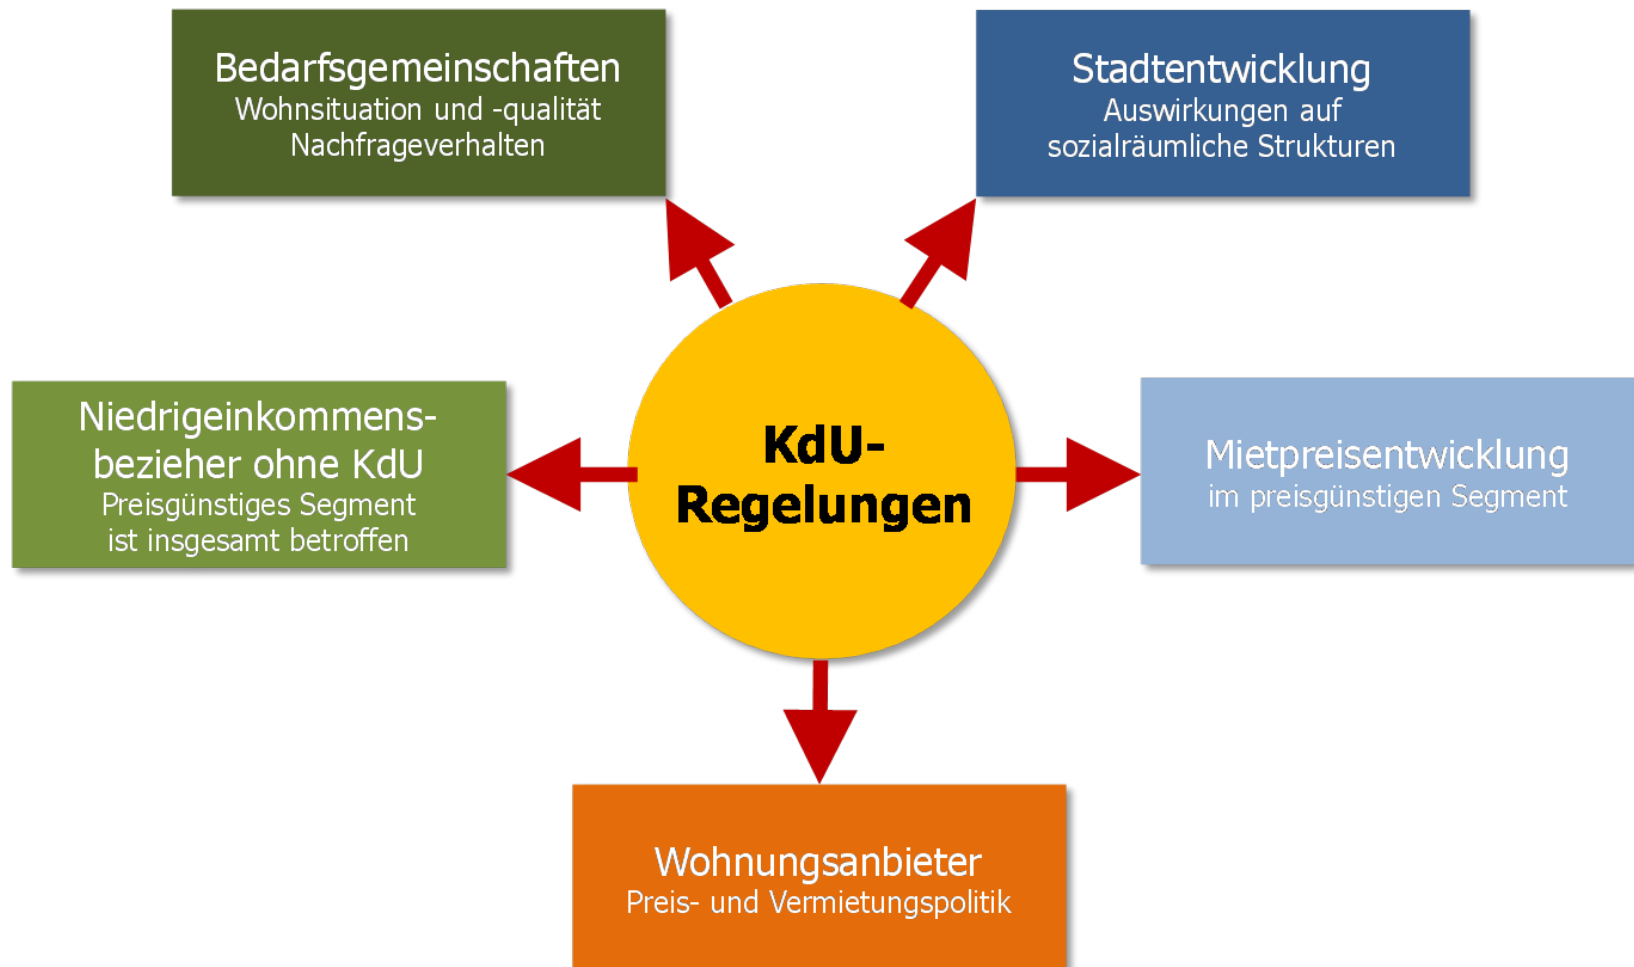 Bedarfsgemeinschaften
Wohnsituation und -qualität
Nachfrageverhalten
Stadtentwicklung
Auswirkungen auf
sozialräumliche Strukturen
Niedrigeinkommens-
bezieher ohne KdU
Preisgünstiges Segment
ist insgesamt betroffen
KdU-
Regelungen
Mietpreisentwicklung
im preisgünstigen Segment
Wohnungsanbieter
Preis- und Vermietungspolitik